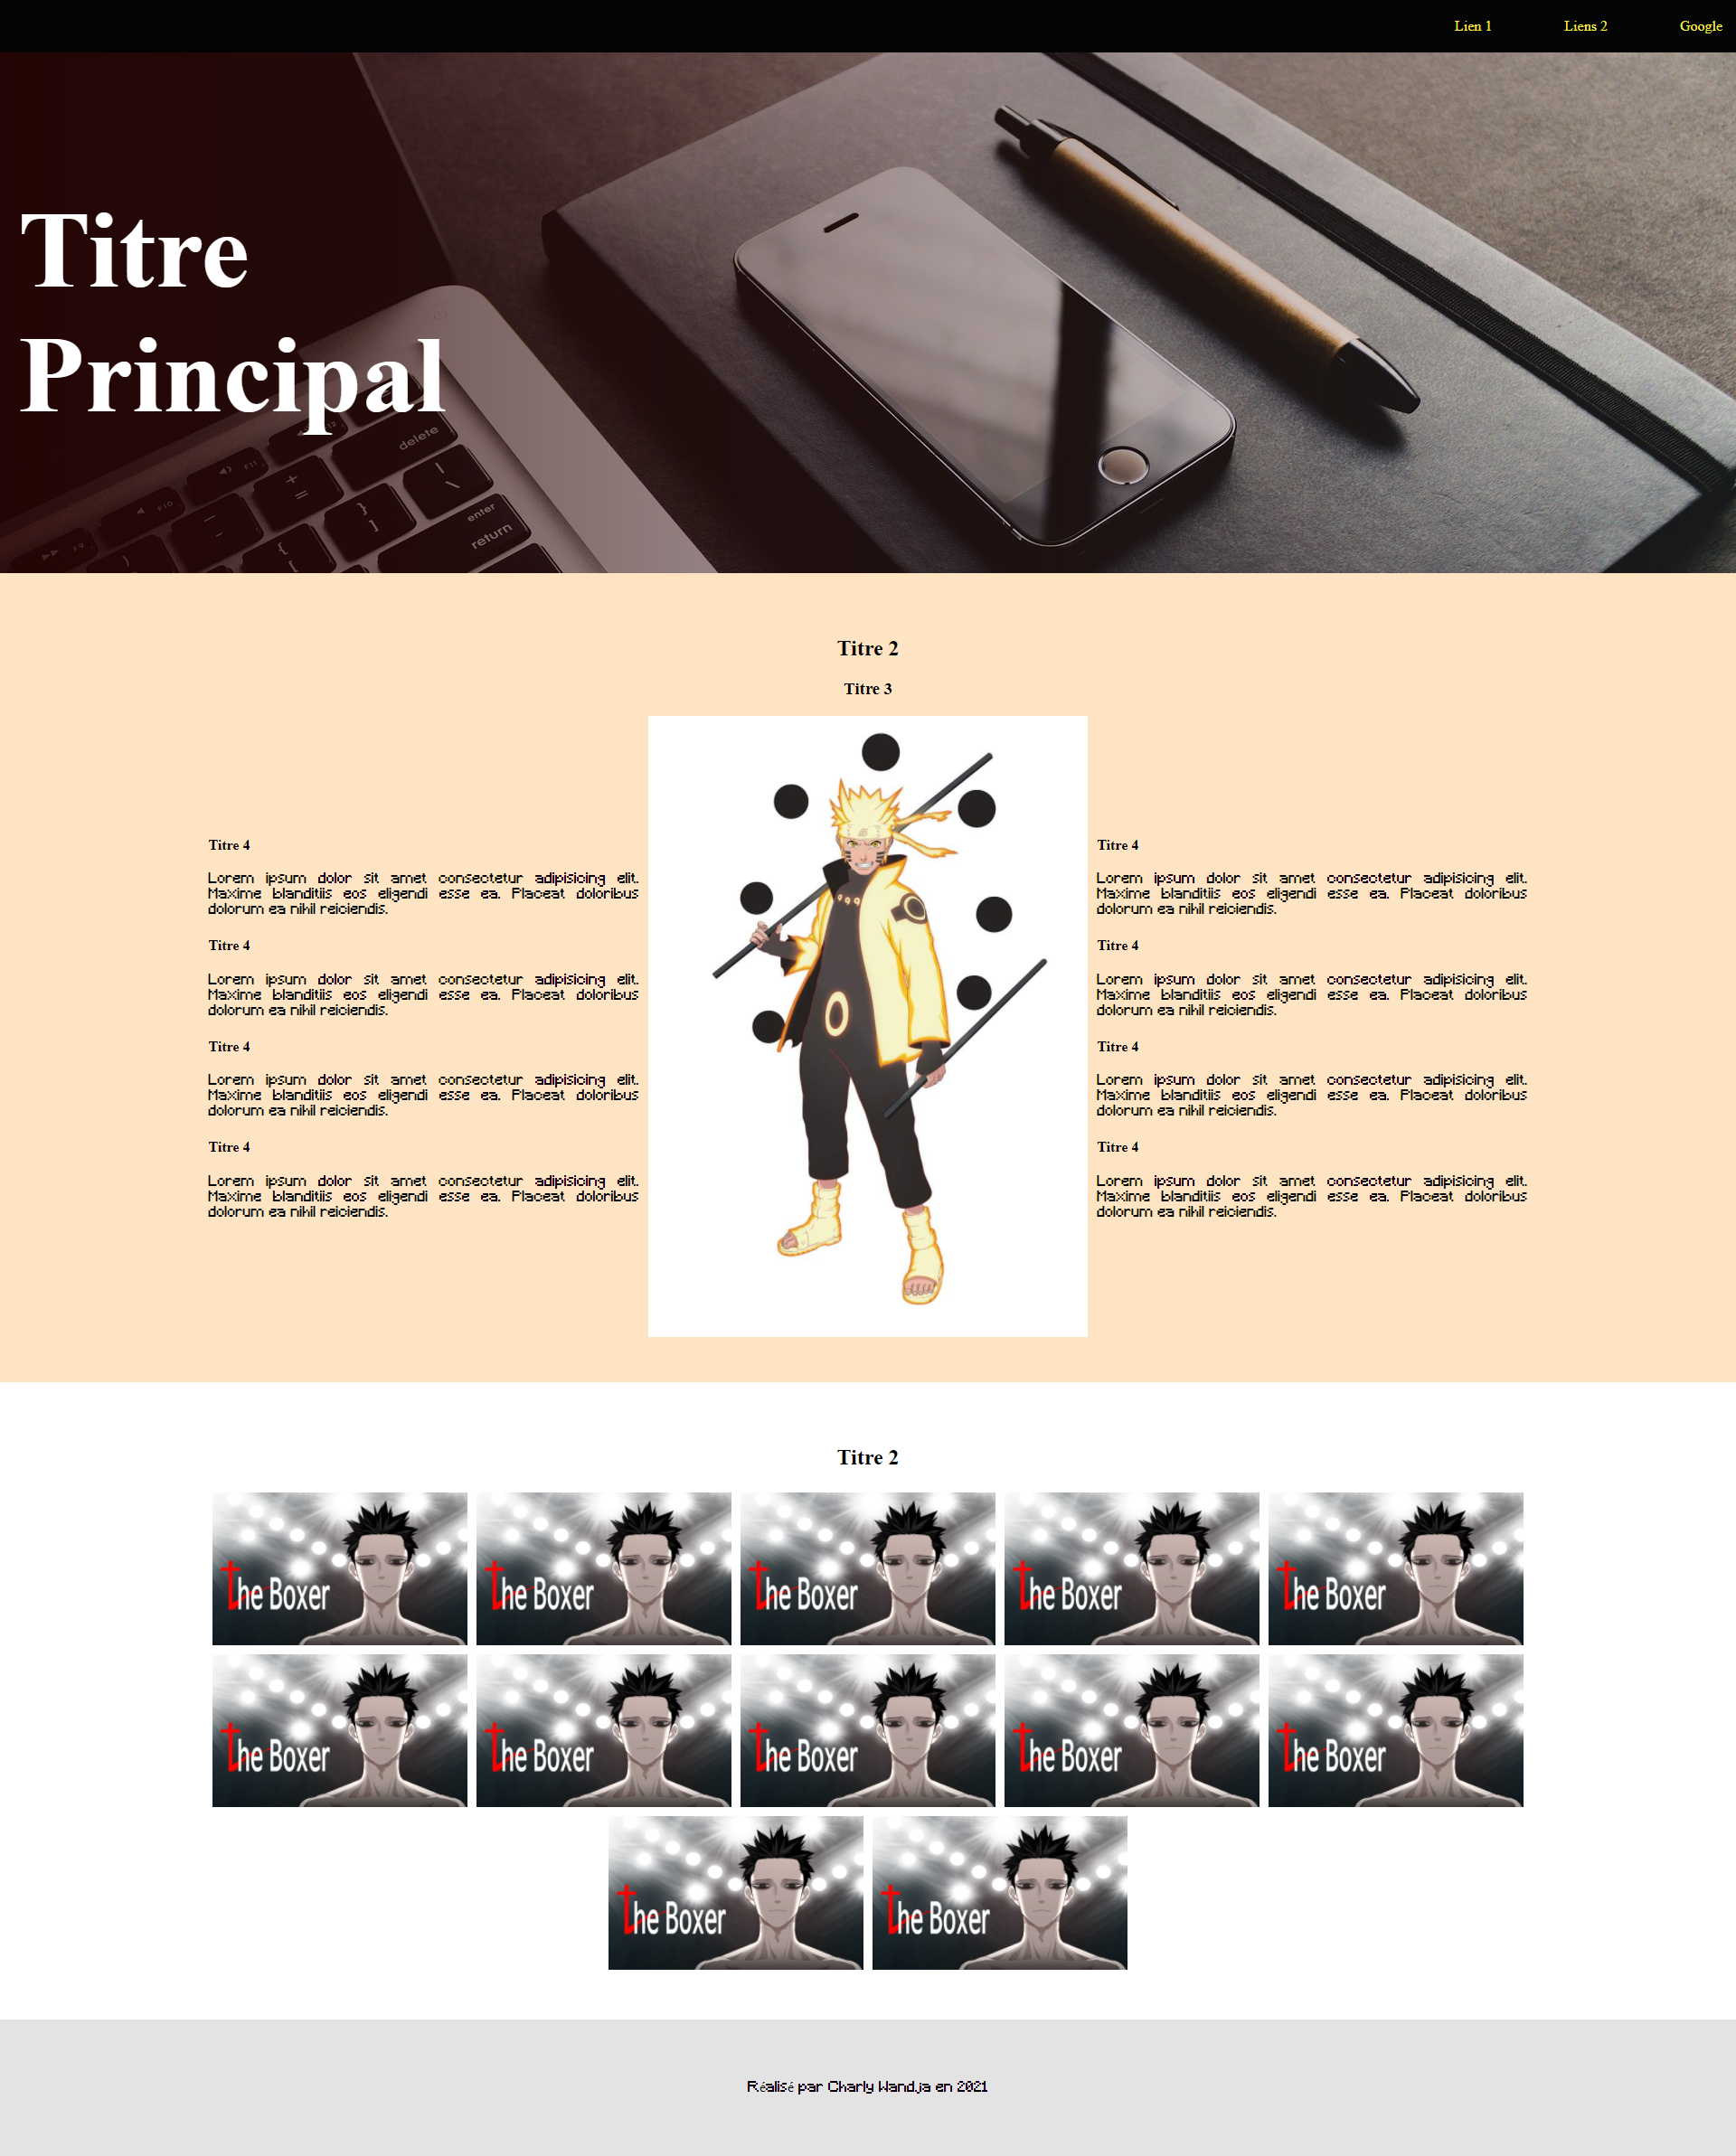 Lien 1
Liens 2
Google
Titre
Principal
F12
delete
F11
+
=
|
\
F10
—
-
}
]
enter
return
F9
{
[
Titre 2
Titre 3
Titre 4
Lorem ipsum dolor sit amet consectetur adipisicing elit.
Maxime blanditiis eos eligendi esse ea. Placeat doloribus
dolorum ea nihil reiciendis.
Titre 4
Lorem ipsum dolor sit amet consectetur adipisicing elit.
Maxime blanditiis eos eligendi esse ea. Placeat doloribus
dolorum ea nihil reiciendis.
Titre 4
Lorem ipsum dolor sit amet consectetur adipisicing elit.
Maxime blanditiis eos eligendi esse ea. Placeat doloribus
dolorum ea nihil reiciendis.
Titre 4
Lorem ipsum dolor sit amet consectetur adipisicing elit.
Maxime blanditiis eos eligendi esse ea. Placeat doloribus
dolorum ea nihil reiciendis.
Titre 4
Lorem ipsum dolor sit amet consectetur adipisicing elit.
Maxime blanditiis eos eligendi esse ea. Placeat doloribus
dolorum ea nihil reiciendis.
Titre 4
Lorem ipsum dolor sit amet consectetur adipisicing elit.
Maxime blanditiis eos eligendi esse ea. Placeat doloribus
dolorum ea nihil reiciendis.
Titre 4
Lorem ipsum dolor sit amet consectetur adipisicing elit.
Maxime blanditiis eos eligendi esse ea. Placeat doloribus
dolorum ea nihil reiciendis.
Titre 4
Lorem ipsum dolor sit amet consectetur adipisicing elit.
Maxime blanditiis eos eligendi esse ea. Placeat doloribus
dolorum ea nihil reiciendis.
Titre 2
the Boxer
the Boxer
the Boxer
the Boxer
the Boxer
the Boxer
the Boxer
the Boxer
the Boxer
the Boxer
the Boxer
the Boxer
Réalisé par Charly Wandja en 2021